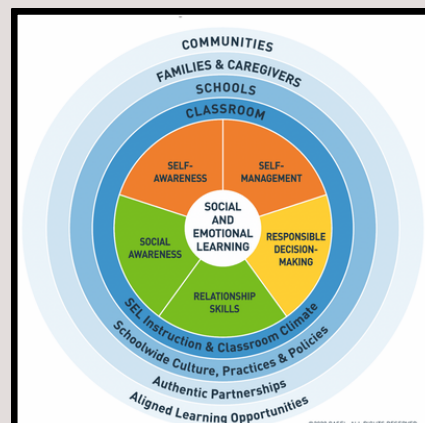 COMMUNITIES
FAMILIES & CAREGIVERS
SCHOOLS
CLASSROOM
SELF-
AWARENESS
SELF-
MANAGEMENT
SOCIAL
AND
EMOTIONAL
LEARNING
SOCIAL
AWARENESS
RESPONSIBLE
DECISION-
MAKING
RELATIONSHIP
SKILLS
SEL Instruction & Classroom Climate
Schoolwide Culture, Practices & Policies
Authentic Partnerships
Aligned Learning Opportunities